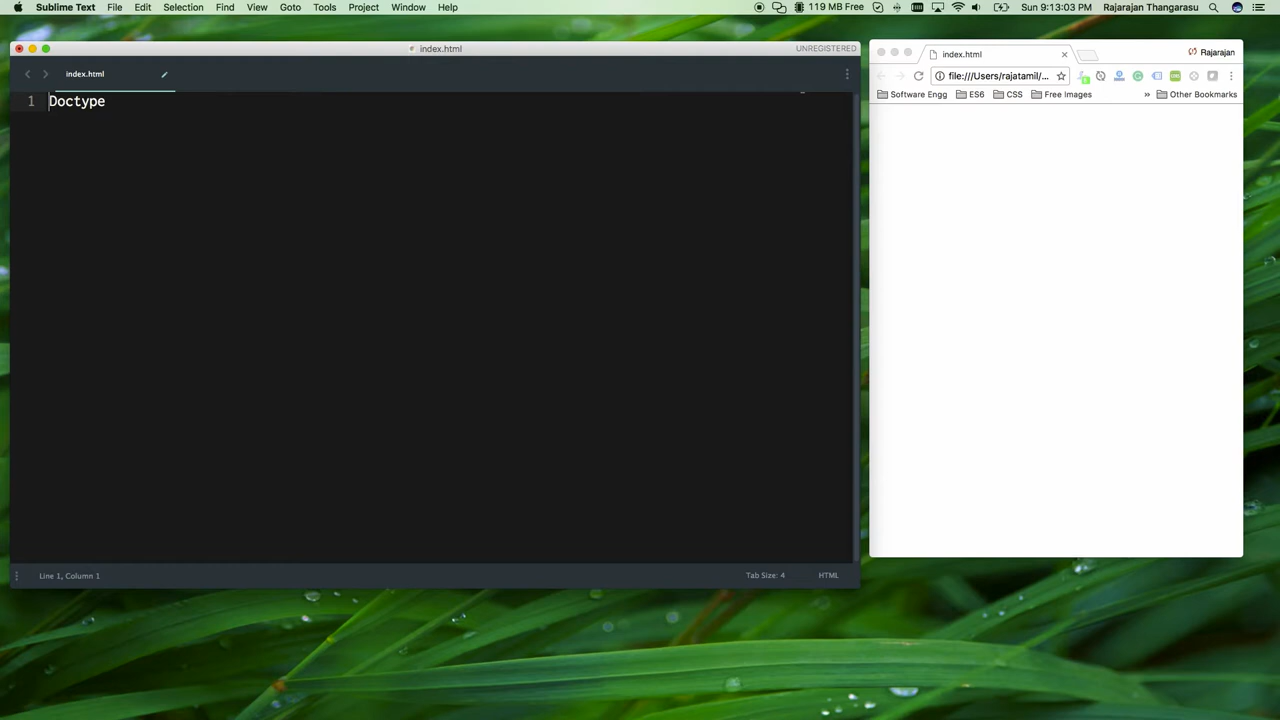 Sublime Text File Edit Selection Find View Goto Tools Project Window Help 119 MB Free Sun 9:13:03 PM Rajarajan Thangarasu
index.html UNREGISTERED
index.html
1 Doctype
Line 1, Column 1 Tab Size: 4 HTML
index.html Rajarajan
file:///Users/rajatamil/...
Software Engg ES6 CSS Free Images » Other Bookmarks